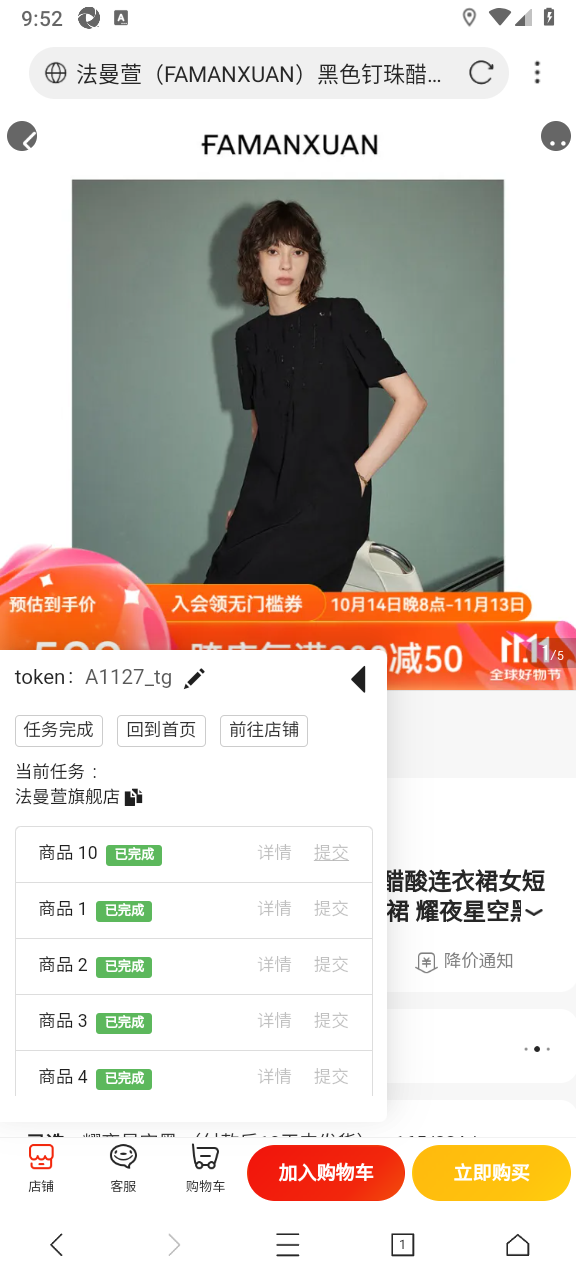 9:52
法曼萱（FAMANXUAN）黑色钉珠醋...
FAMANXUAN
预估到手价
入会领无门槛券
10月14日晚8点-11月13日
减50
11.11
全球好物节
/5
token： A1127_tg
任务完成
回到首页
前往店铺
当前任务 ：
法曼萱旗舰店
商品 10 已完成 详情 提交
商品 1 已完成 详情 提交
商品 2 已完成 详情 提交
商品 3 已完成 详情 提交
商品 4 已完成 详情 提交
醋酸连衣裙女短
裙 耀夜星空黑
降价通知
店铺
客服
购物车
加入购物车
立即购买
1